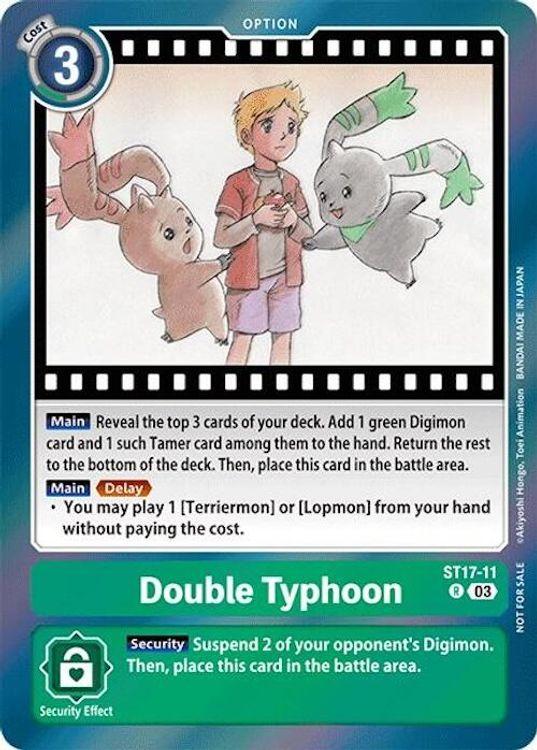 OPTION
Cost
3
Main Reveal the top 3 cards of your deck. Add 1 green Digimon
card and 1 such Tamer card among them to the hand. Return the rest
to the bottom of the deck. Then, place this card in the battle area.
Main Delay
・ You may play 1 [Terriermon] or [Lopmon] from your hand
without paying the cost.
©Akiyoshi Hongo, Toei Animation BANDAI MADE IN JAPAN
NOT FOR SALE
Double Typhoon
ST17-11
R 03
Security Suspend 2 of your opponent's Digimon.
Then, place this card in the battle area.
Security Effect